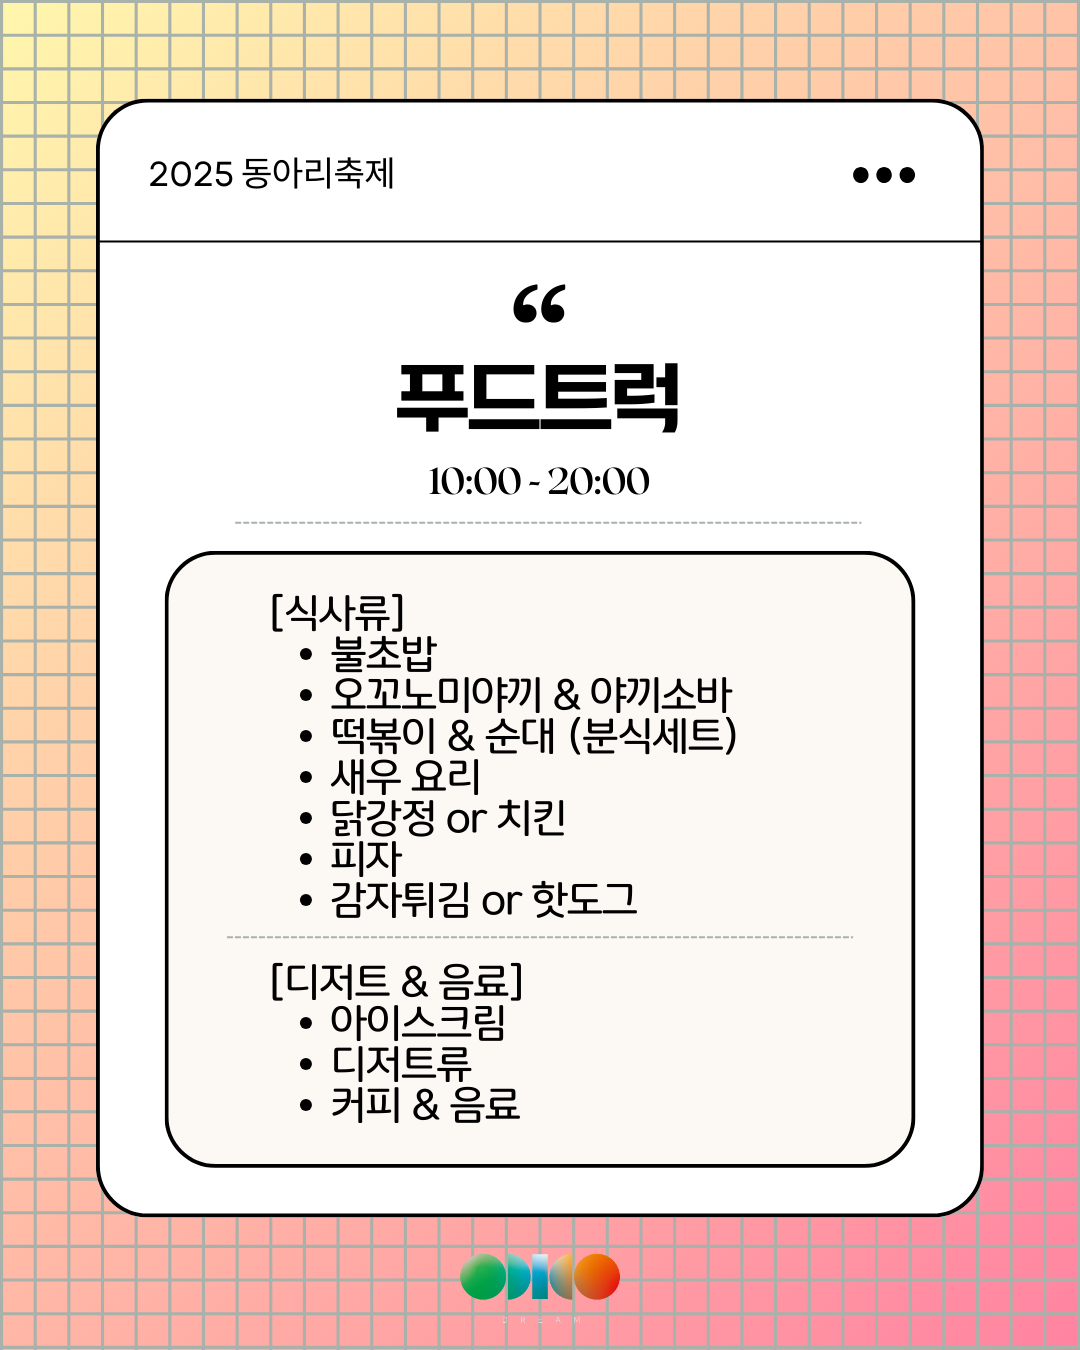 2025 동아리축제
“
푸드트럭
10:00 - 20:00
[식사류]
• 불초밥
• 오꼬노미야끼 & 야끼소바
• 떡볶이 & 순대 (분식세트)
• 새우 요리
• 닭강정 or 치킨
• 피자
• 감자튀김 or 핫도그
[디저트 & 음료]
• 아이스크림
• 디저트류
• 커피 & 음료
DREAM